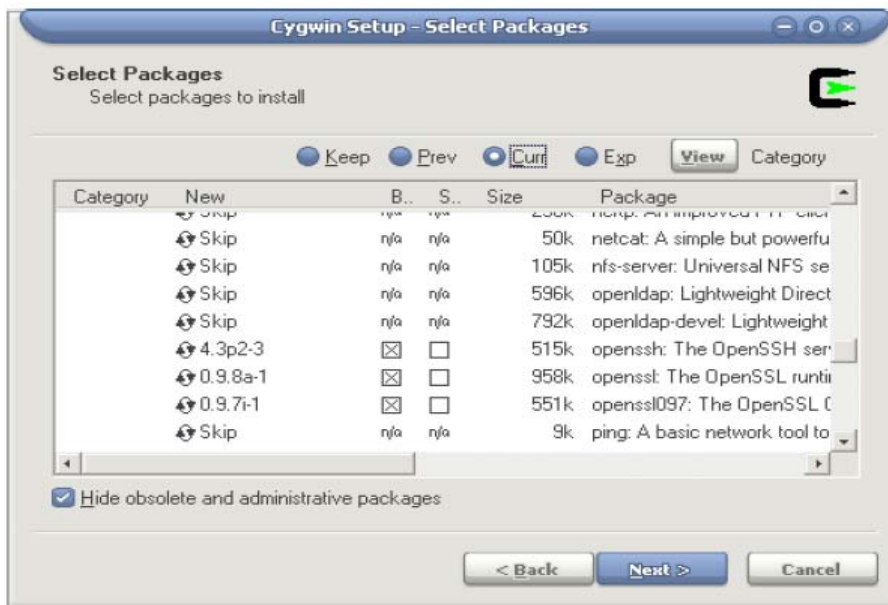 Cygwin Setup - Select Packages
Select Packages
Select packages to install
Keep Prev Curr Exp View Category
Category New B.. S.. Size Package
Skip n/a n/a
Skip n/a n/a 50k netcat: A simple but powerfu
Skip n/a n/a 105k nfs-server: Universal NFS se
Skip n/a n/a 596k openldap: Lightweight Direct
Skip n/a n/a 792k openldap-devel: Lightweight
4.3p2-3 515k openssh: The OpenSSH ser
0.9.8a-1 958k openssl: The OpenSSL runti
0.9.7i-1 551k openssl097: The OpenSSL
Skip n/a n/a 9k ping: A basic network tool to
Hide obsolete and administrative packages
< Back Next > Cancel